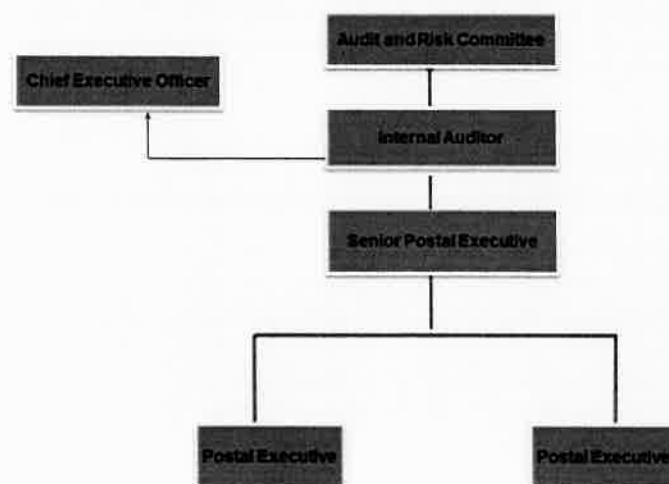 Audit and Risk Committee
Chief Executive Officer
Internal Auditor
Senior Postal Executive
Postal Executive
Postal Executive